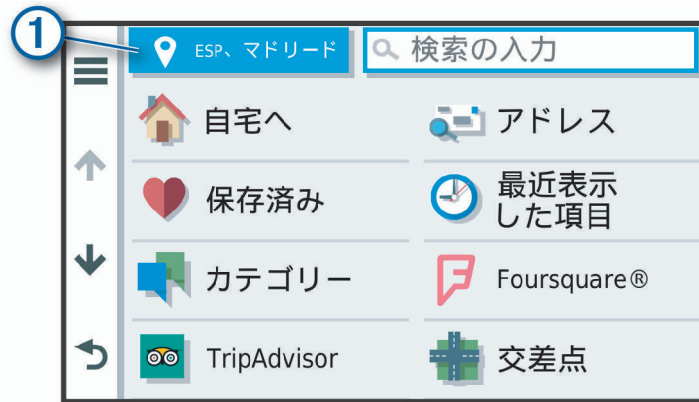 1
ESP、マドリード
検索の入力
自宅へ
アドレス
保存済み
最近表示
した項目
カテゴリー
Foursquare®
TripAdvisor
交差点